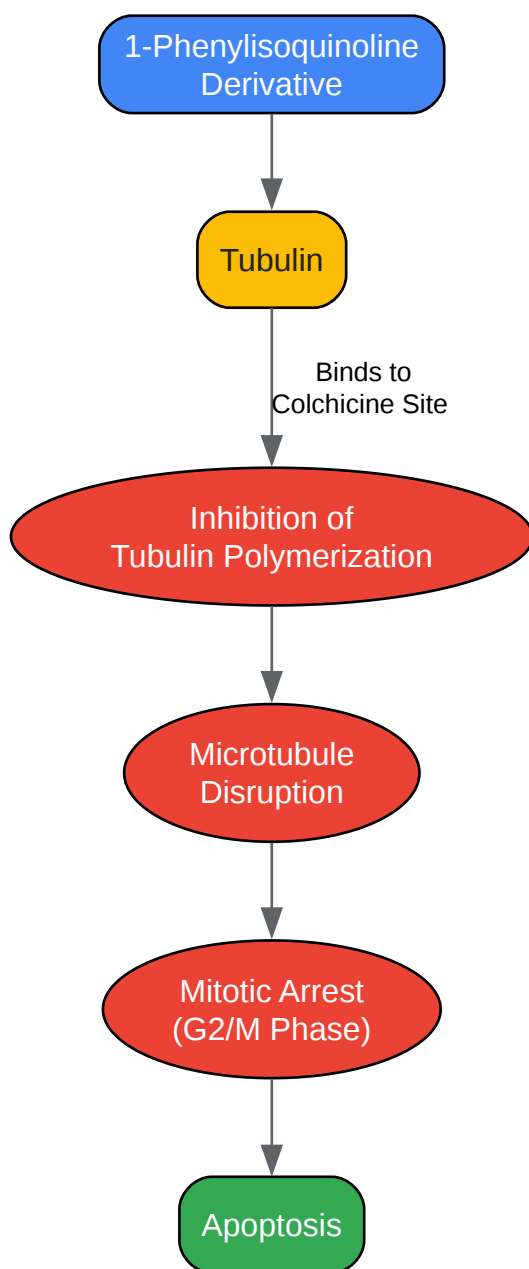 1-Phenylisoquinoline
Derivative
Tubulin
Binds to
Colchicine Site
Inhibition of
Tubulin Polymerization
Microtubule
Disruption
Mitotic Arrest
(G2/M Phase)
Apoptosis